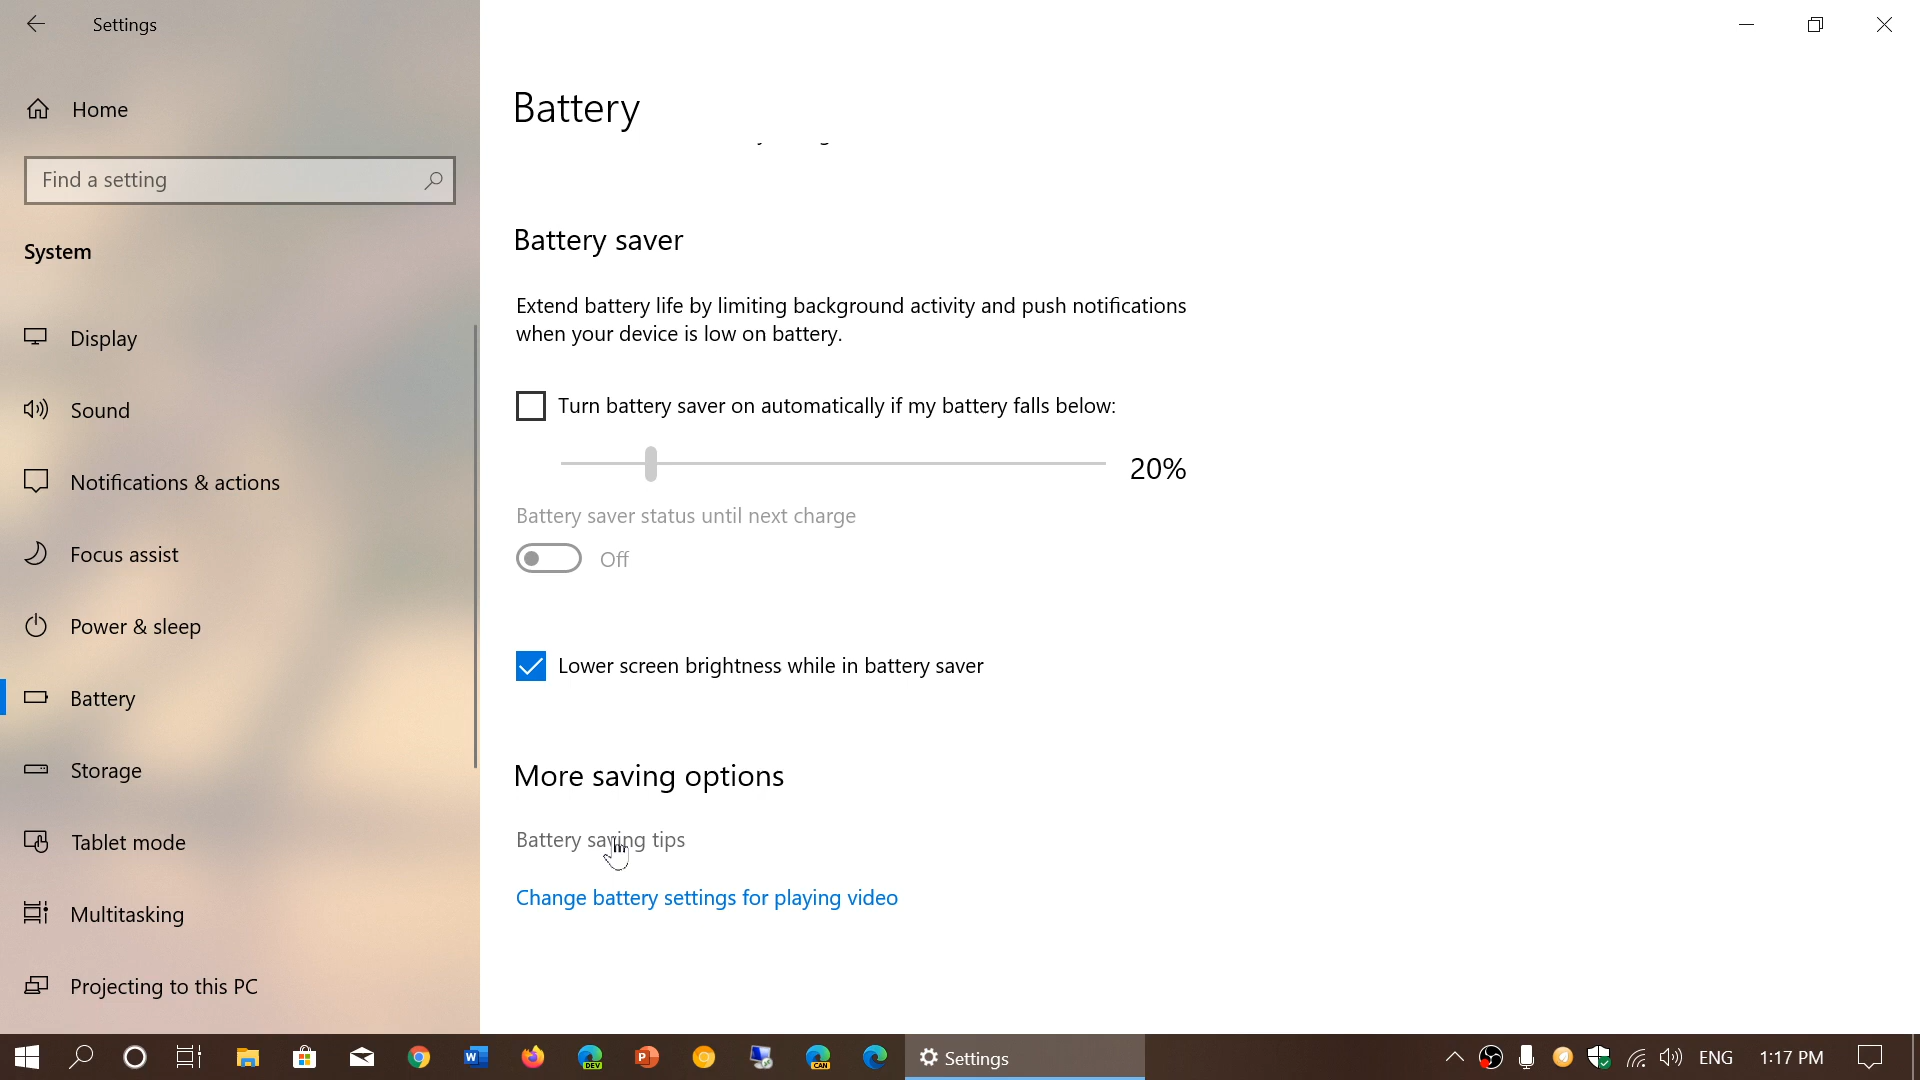 Settings
Home
Find a setting
System
Display
Sound
Notifications & actions
Focus assist
Power & sleep
Battery
Storage
Tablet mode
Multitasking
Projecting to this PC
Battery
Battery saver
Extend battery life by limiting background activity and push notifications
when your device is low on battery.
Turn battery saver on automatically if my battery falls below:
20%
Battery saver status until next charge
Off
Lower screen brightness while in battery saver
More saving options
Battery saving tips
Change battery settings for playing video
W
DEV
P
CAN
Settings
ENG
1:17 PM